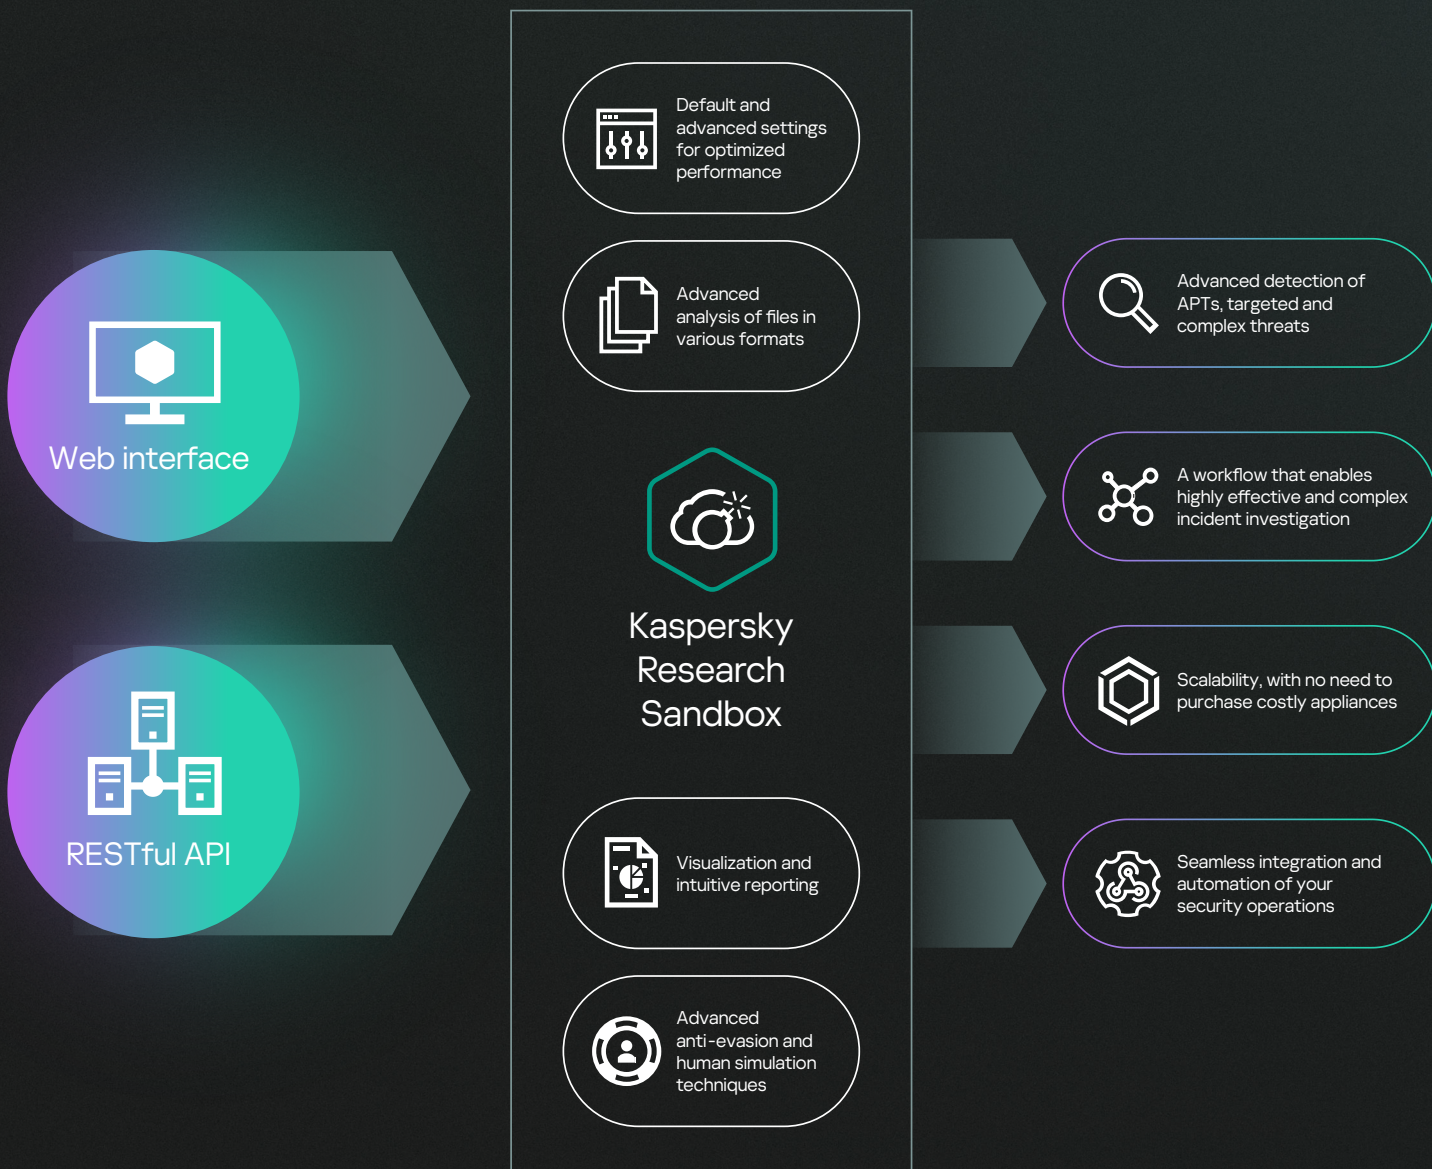 Web interface
RESTful API
Default and
advanced settings
for optimized
performance
Advanced
analysis of files in
various formats
Kaspersky
Research
Sandbox
Visualization and
intuitive reporting
Advanced
anti-evasion and
human simulation
techniques
Advanced detection of
APTs, targeted and
complex threats
A workflow that enables
highly effective and complex
incident investigation
Scalability, with no need to
purchase costly appliances
Seamless integration and
automation of your
security operations